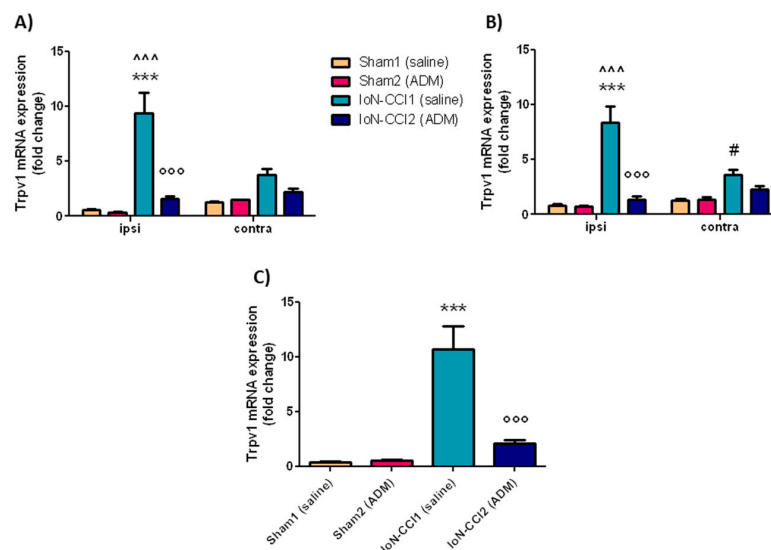 A)
Trpv1 mRNA expression
(fold change)
15
10
5
0
^^^
***
°°°
ipsi
contra
Sham1 (saline)
Sham2 (ADM)
IoN-CCI1 (saline)
IoN-CCI2 (ADM)
B)
Trpv1 mRNA expression
(fold change)
15
10
5
0
^^^
***
°°°
#
ipsi
contra
C)
Trpv1 mRNA expression
(fold change)
15
10
5
0
***
°°°
Sham1 (saline)
Sham2 (ADM)
IoN-CCI1 (saline)
IoN-CCI2 (ADM)